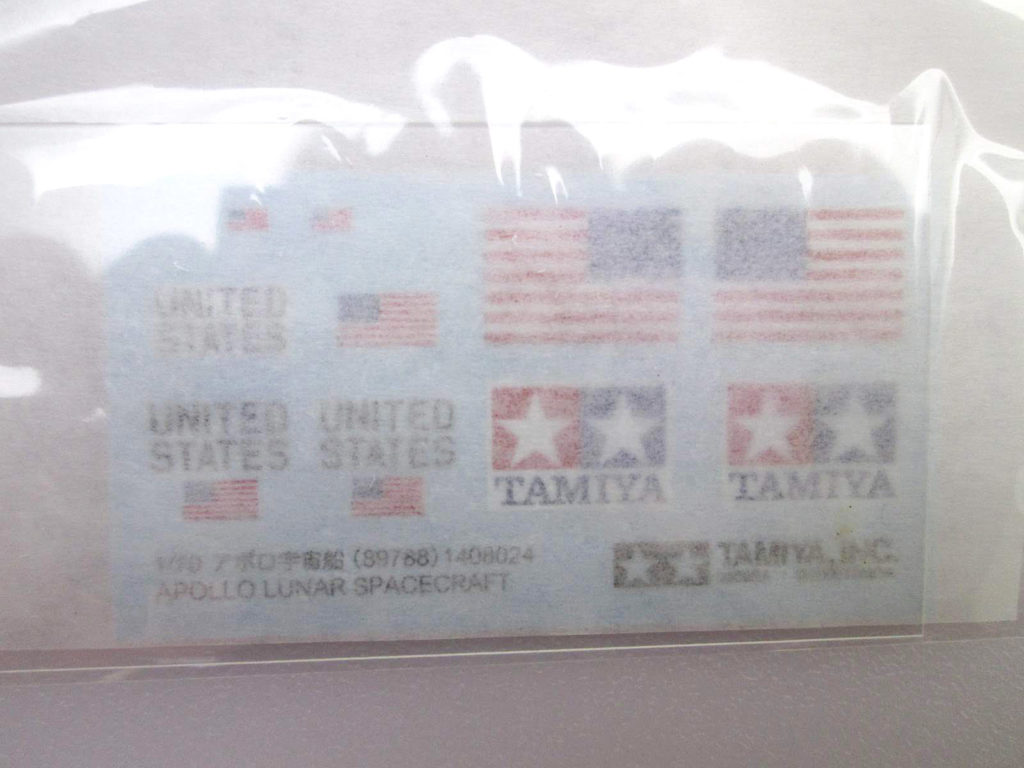 UNITED
STATES
UNITED
STATES
UNITED
STATES
TAMIYA
TAMIYA
1/70 アポロ宇宙船 (89788) 1408024
APOLLO LUNAR SPACECRAFT
TAMIYA, INC.